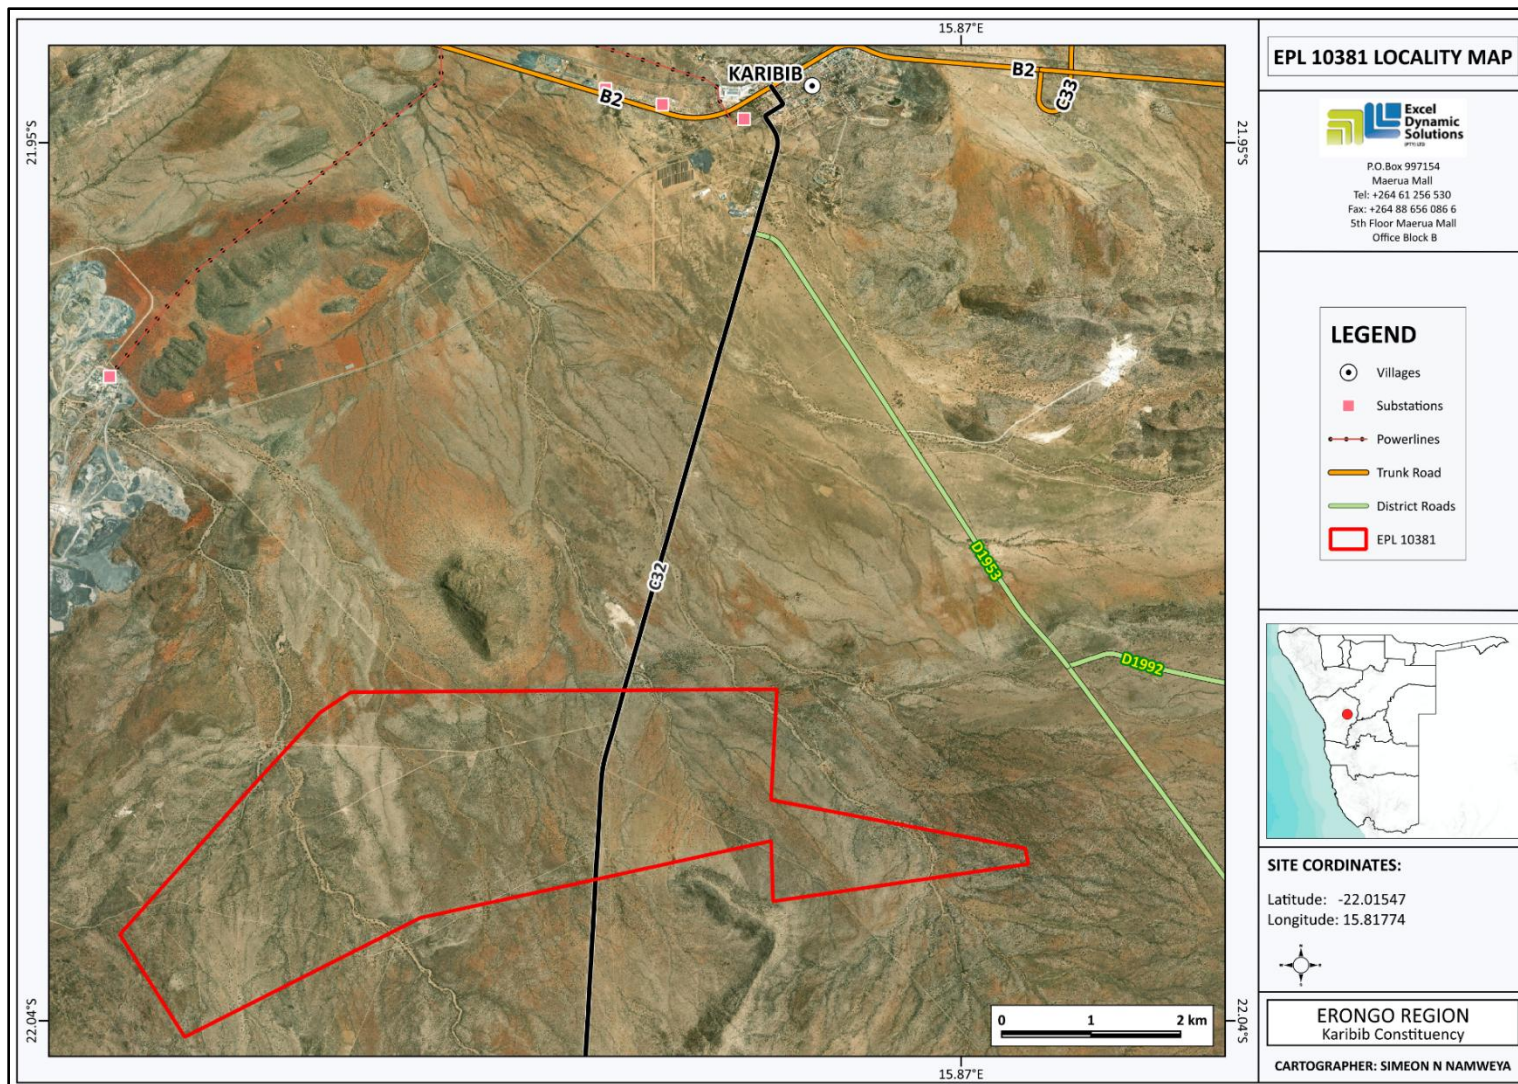 15.87°E
KARIBIB
B2
B2
C33
21.95°S
21.95°S
C32
D1953
D1992
22.04°S
22.04°S
0 1 2 km
15.87°E
EPL 10381 LOCALITY MAP
Excel
Dynamic
Solutions
(PTY) LTD
P.O.Box 997154
Maerua Mall
Tel: +264 61 256 530
Fax: +264 88 656 086 6
5th Floor Maerua Mall
Office Block B
LEGEND
Villages
Substations
Powerlines
Trunk Road
District Roads
EPL 10381
SITE CORDINATES:
Latitude: -22.01547
Longitude: 15.81774
ERONGO REGION
Karibib Constituency
CARTOGRAPHER: SIMEON N NAMWEYA